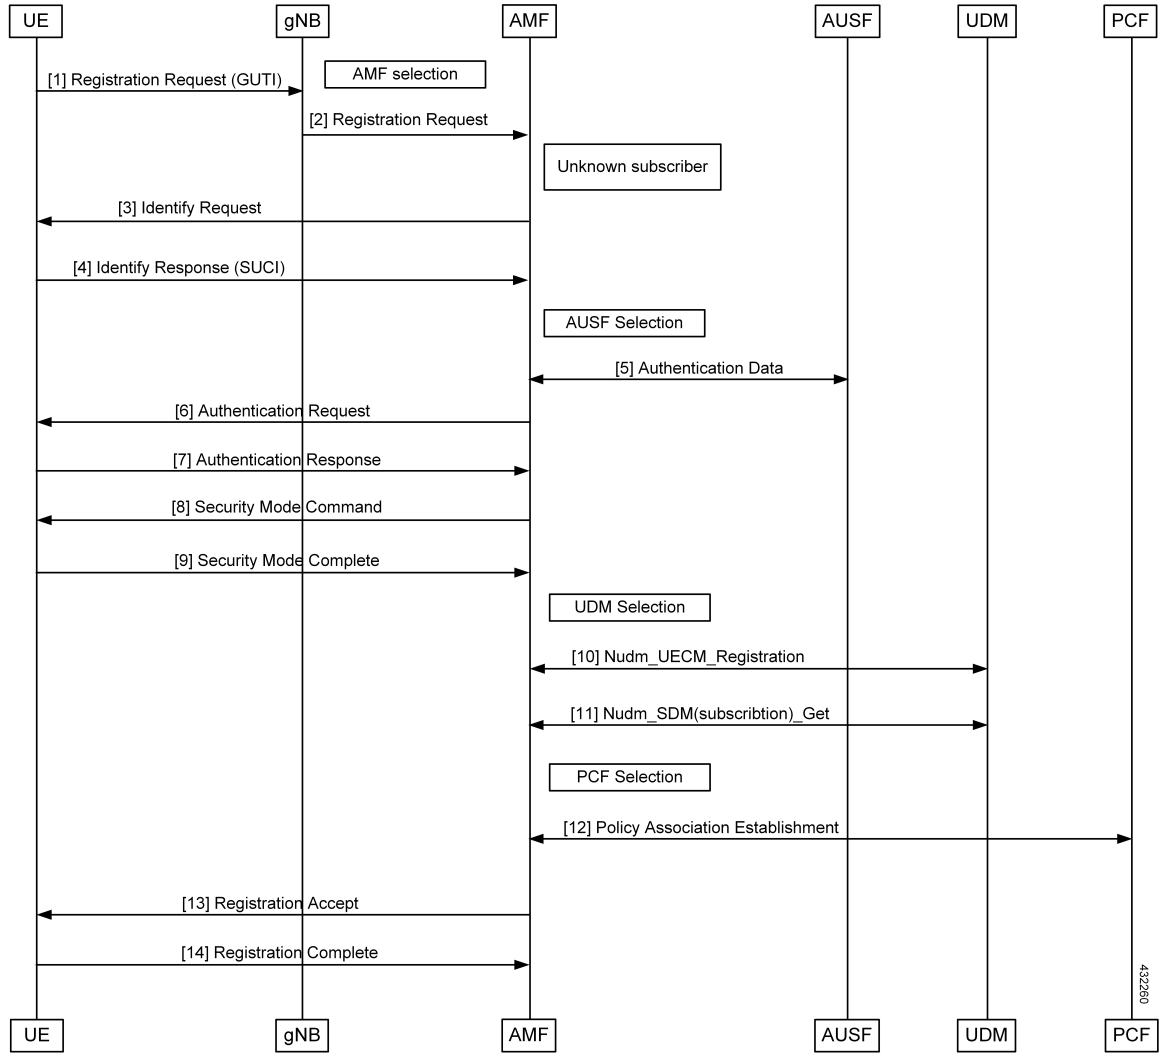 UE gNB AMF AUSF UDM PCF
AMF selection
[1] Registration Request (GUTI)
[2] Registration Request
Unknown subscriber
[3] Identify Request
[4] Identify Response (SUCI)
AUSF Selection
[5] Authentication Data
[6] Authentication Request
[7] Authentication Response
[8] Security Mode Command
[9] Security Mode Complete
UDM Selection
[10] Nudm_UECM_Registration
[11] Nudm_SDM(subscribtion)_Get
PCF Selection
[12] Policy Association Establishment
[13] Registration Accept
[14] Registration Complete
432260
UE gNB AMF AUSF UDM PCF